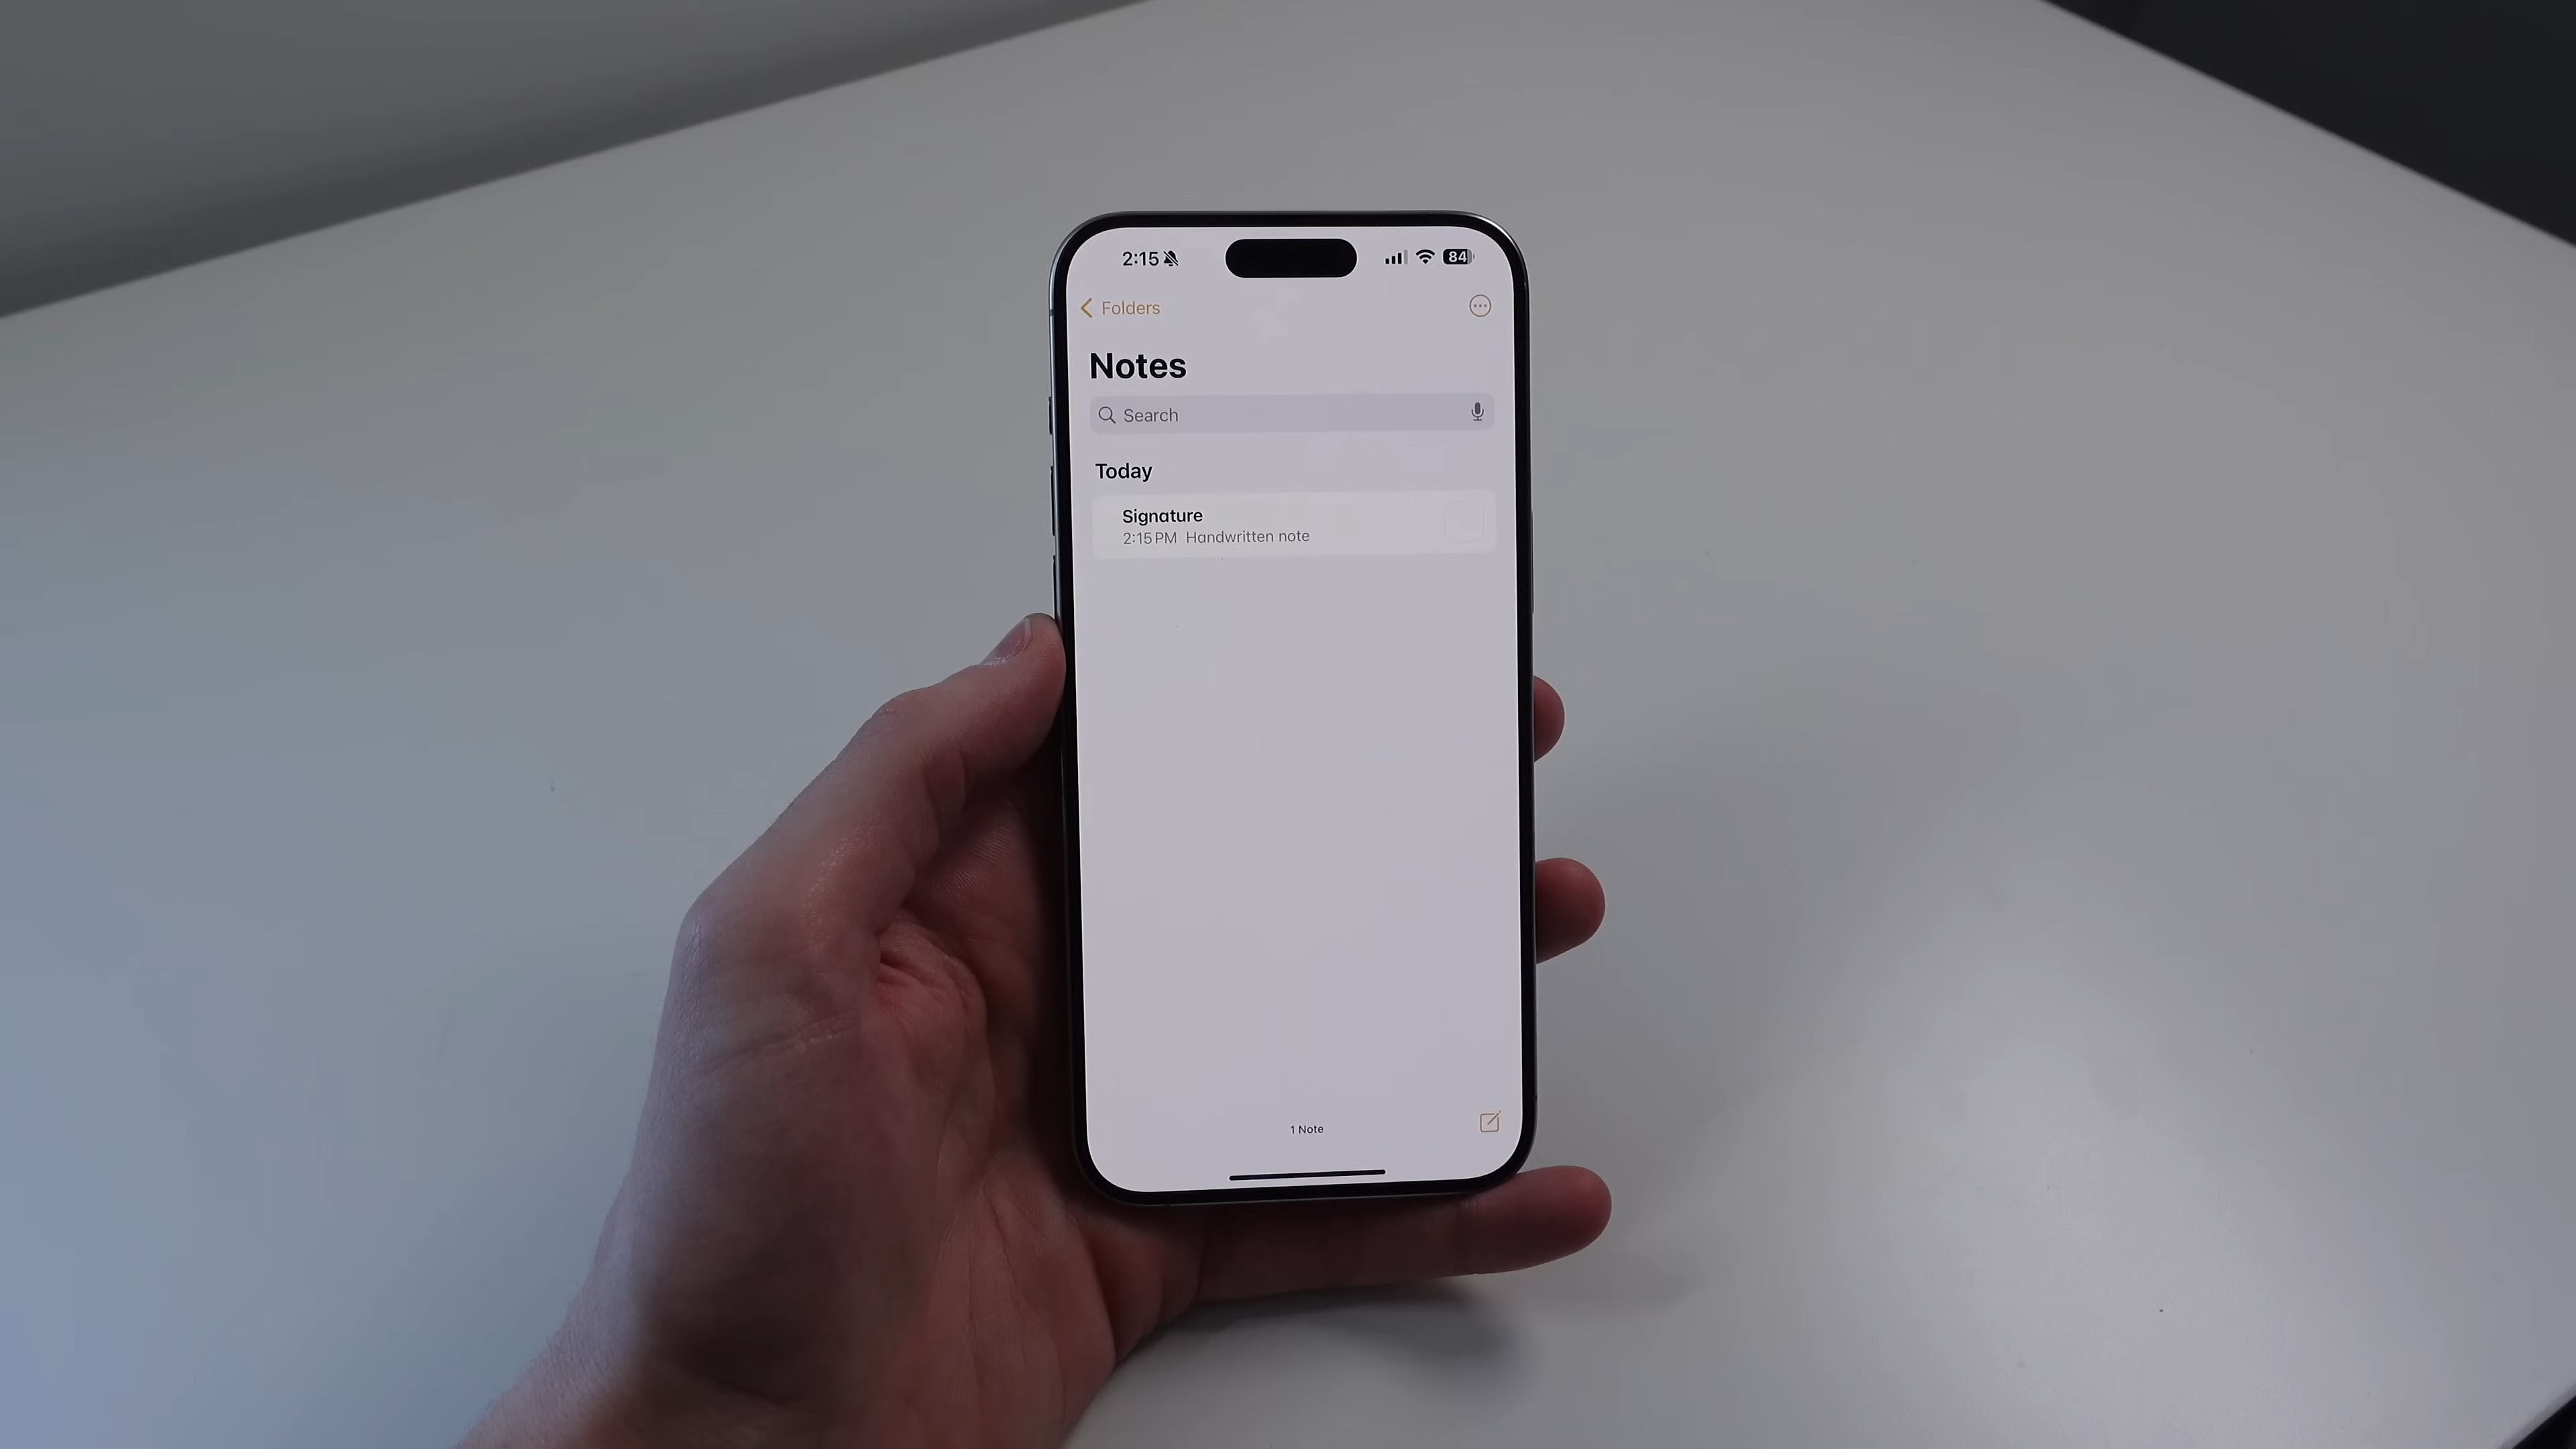 2:15 84
Folders
Notes
Search
Today
Signature
2:15 PM Handwritten note
1 Note